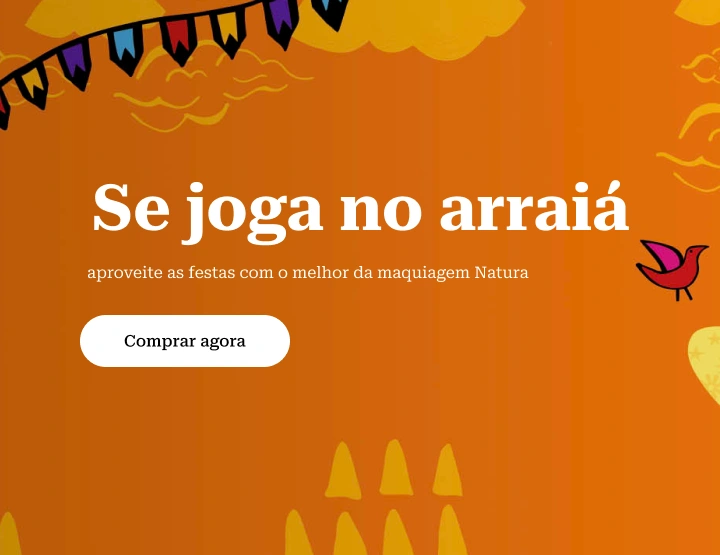 Se joga no arraiá
aproveite as festas com o melhor da maquiagem Natura
Comprar agora